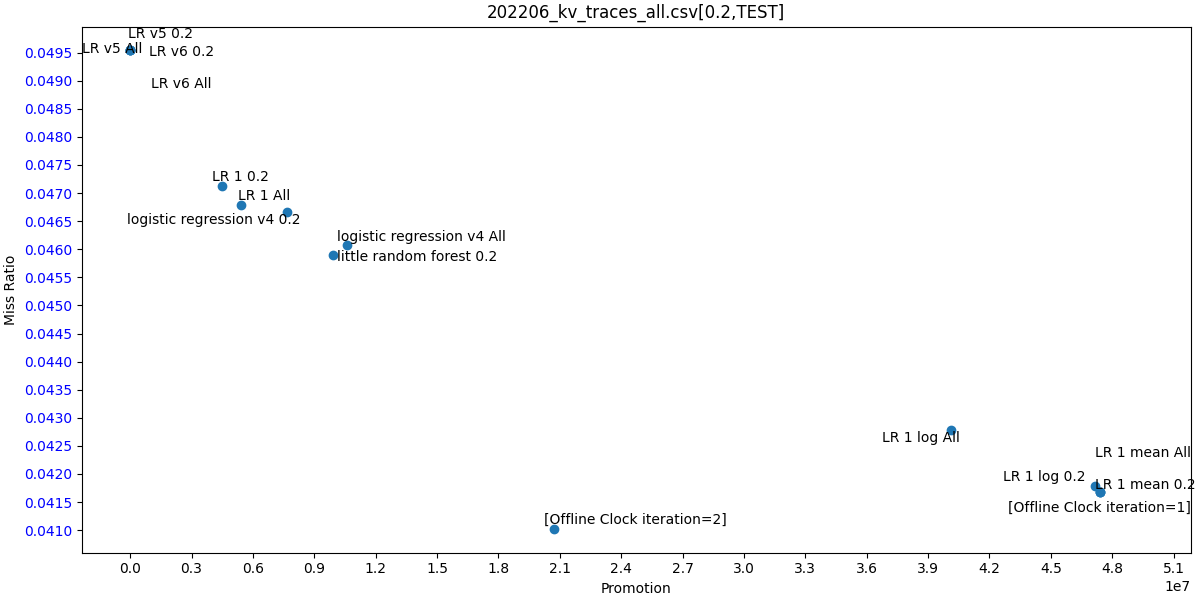 202206_kv_traces_all.csv[0.2,TEST]
LR v5 0.2
LR v5 All
LR v6 0.2
LR v6 All
LR 1 0.2
LR 1 All
logistic regression v4 0.2
logistic regression v4 All
little random forest 0.2
LR 1 log All
LR 1 mean All
LR 1 log 0.2
LR 1 mean 0.2
[Offline Clock iteration=1]
[Offline Clock iteration=2]
Miss Ratio
0.0495
0.0490
0.0485
0.0480
0.0475
0.0470
0.0465
0.0460
0.0455
0.0450
0.0445
0.0440
0.0435
0.0430
0.0425
0.0420
0.0415
0.0410
0.0 0.3 0.6 0.9 1.2 1.5 1.8 2.1 2.4 2.7 3.0 3.3 3.6 3.9 4.2 4.5 4.8 5.1
1e7
Promotion